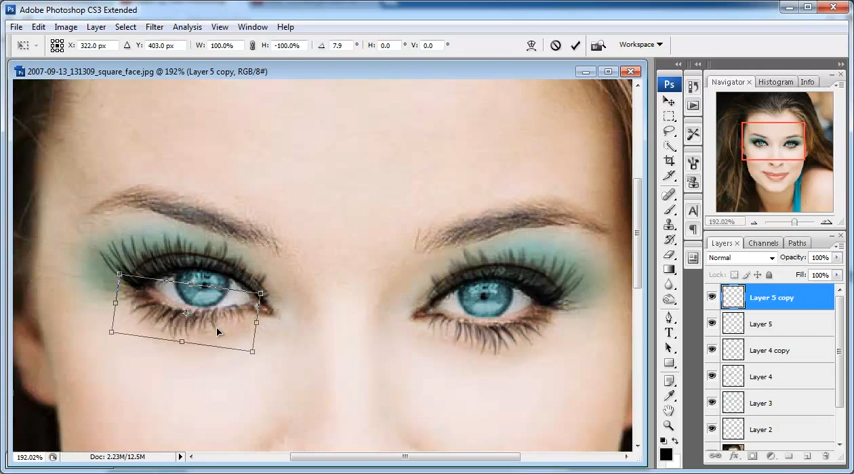 Ps Adobe Photoshop CS3 Extended
File Edit Image Layer Select Filter Analysis View Window Help
X: 322.0 px Y: 403.0 px W: 100.0% H: -100.0% 7.9 ° H: 0.0 ° V: 0.0 ° Workspace
2007-09-13_131309_square_face.jpg @ 192% (Layer 5 copy, RGB/8#)
Ps
Navigator × Histogram Info
192.02%
Layers × Channels Paths
Normal Opacity: 100%
Lock: Fill: 100%
Layer 5 copy
Layer 5
Layer 4 copy
Layer 4
Layer 3
Layer 2
192.02% Doc: 2.23M/12.5M